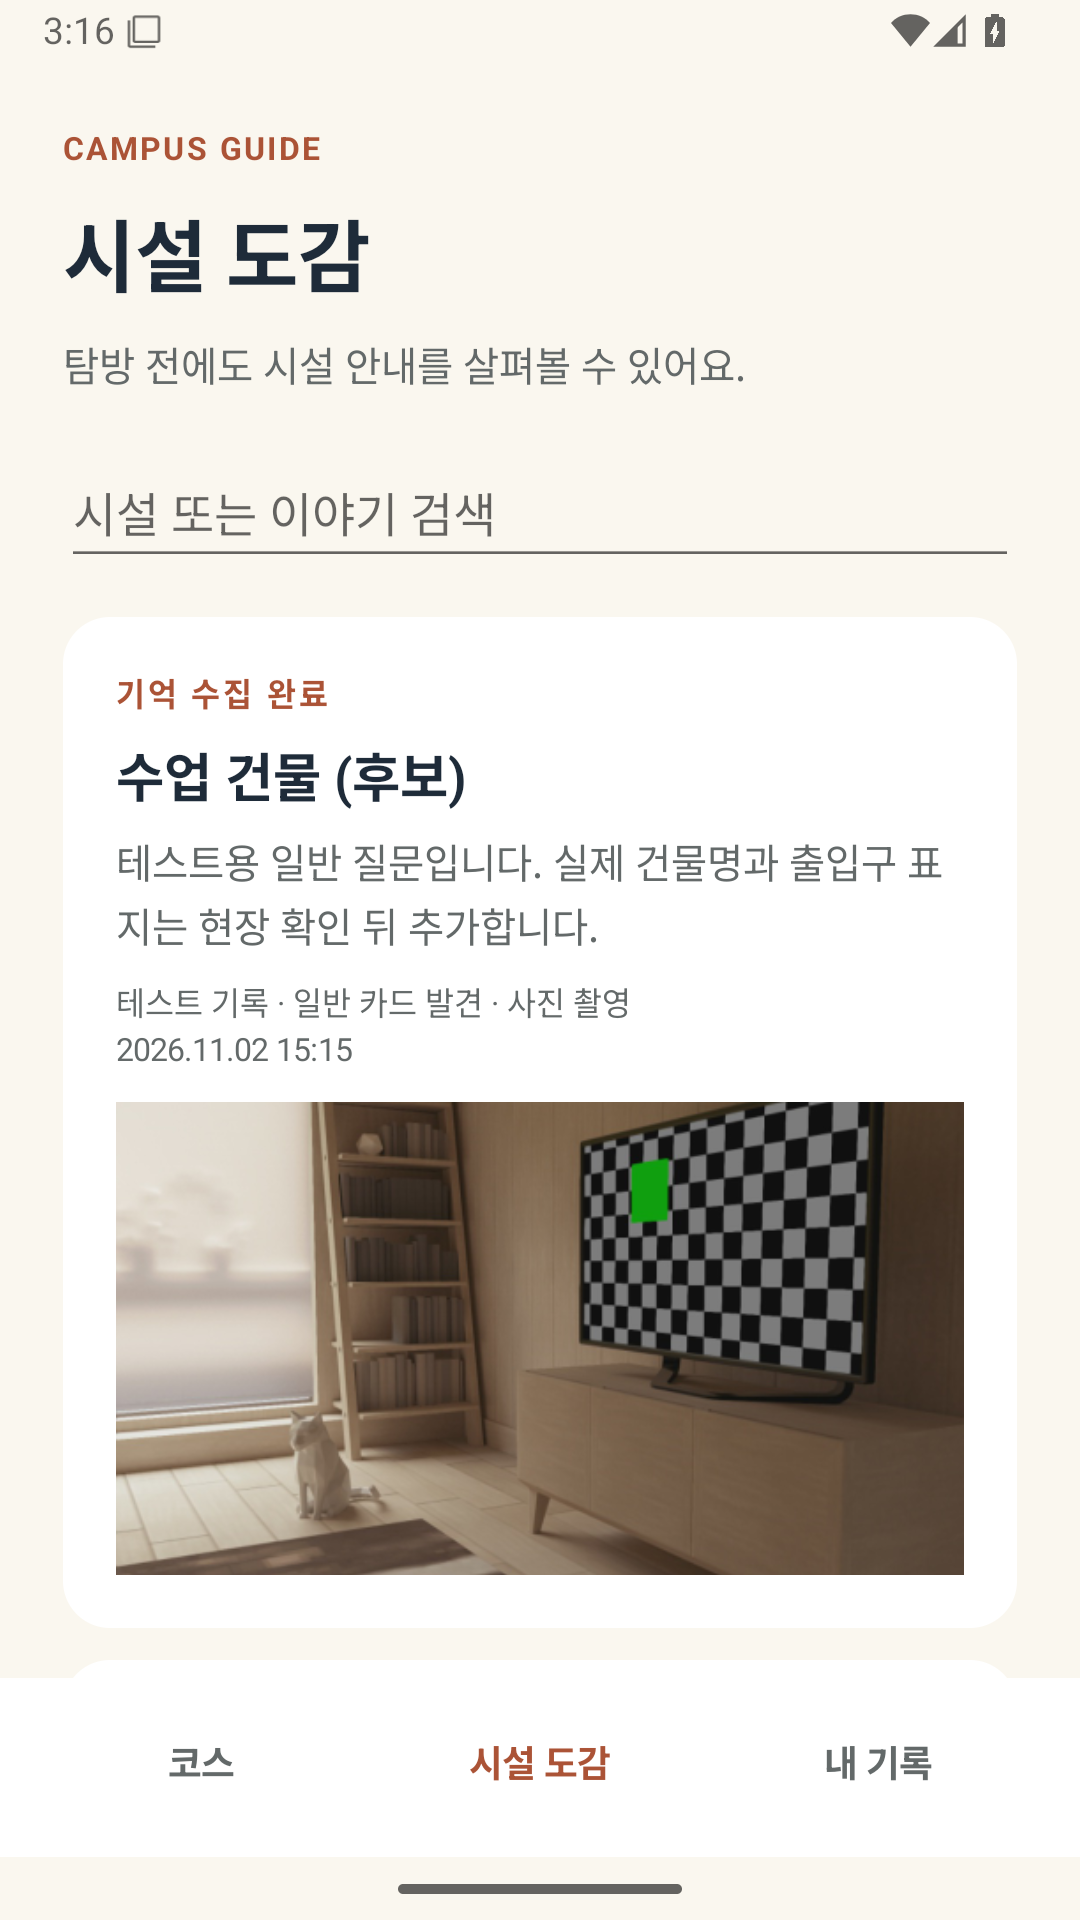 3:16
CAMPUS GUIDE
시설 도감
탐방 전에도 시설 안내를 살펴볼 수 있어요.
시설 또는 이야기 검색
기억 수집 완료
수업 건물 (후보)
테스트용 일반 질문입니다. 실제 건물명과 출입구 표
지는 현장 확인 뒤 추가합니다.
테스트 기록 · 일반 카드 발견 · 사진 촬영
2026.11.02 15:15
코스
시설 도감
내 기록